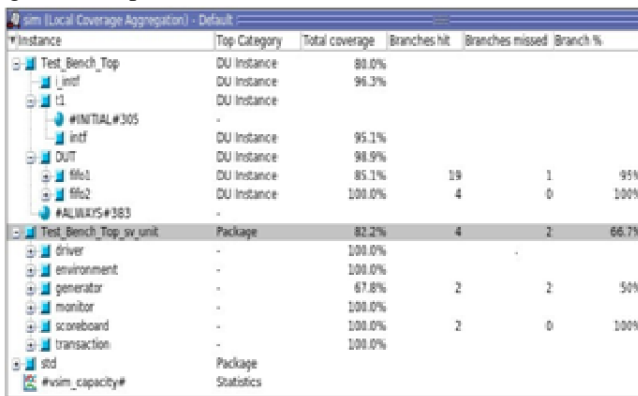 sim (Local Coverage Aggregation) - Default
Instance Top Category Total coverage Branches hit Branches missed Branch %
Test_Bench_Top DU Instance 80.0%
i_intf DU Instance 96.3%
t1 DU Instance
#INITIAL#305 -
intf DU Instance 95.1%
DUT DU Instance 98.9%
fifo1 DU Instance 85.1% 19 1 95%
fifo2 DU Instance 100.0% 4 0 100%
#ALWAYS#383 -
Test_Bench_Top_sv_unit Package 82.2% 4 2 66.7%
driver - 100.0% -
environment - 100.0%
generator - 67.8% 2 2 50%
monitor - 100.0%
scoreboard - 100.0% 2 0 100%
transaction - 100.0%
std Package
#vsim_capacity# Statistics